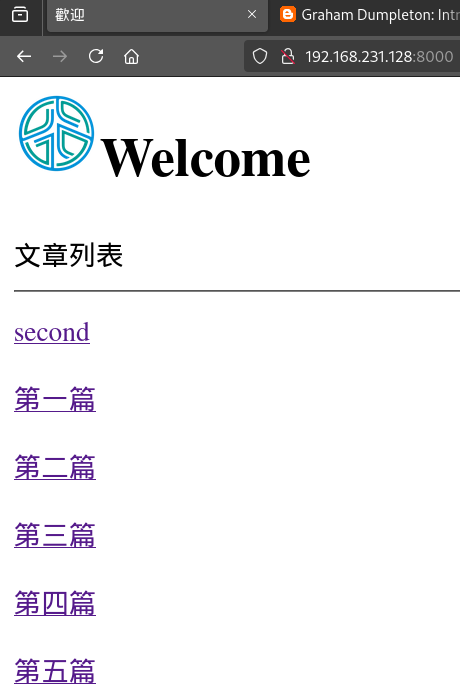 歡迎
Graham Dumpleton: Intr
192.168.231.128:8000
Welcome
文章列表
second
第一篇
第二篇
第三篇
第四篇
第五篇